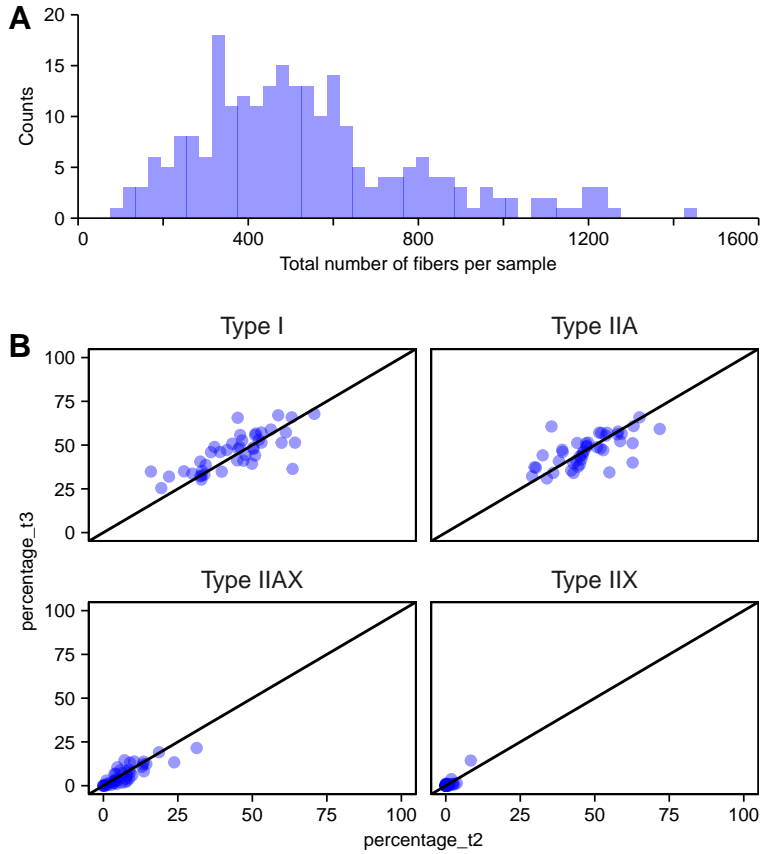 A
20
15
10
5
0
Counts
0 400 800 1200 1600
Total number of fibers per sample
B
Type I Type IIA
100
75
50
25
0
percentage_t3
Type IIAX Type IIX
100
75
50
25
0
0 25 50 75 100 0 25 50 75 100
percentage_t2